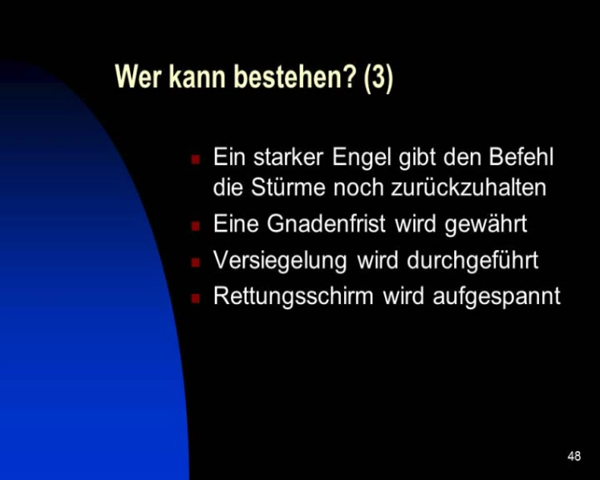 Wer kann bestehen? (3)
Ein starker Engel gibt den Befehl
die Stürme noch zurückzuhalten
Eine Gnadenfrist wird gewährt
Versiegelung wird durchgeführt
Rettungsschirm wird aufgespannt
48